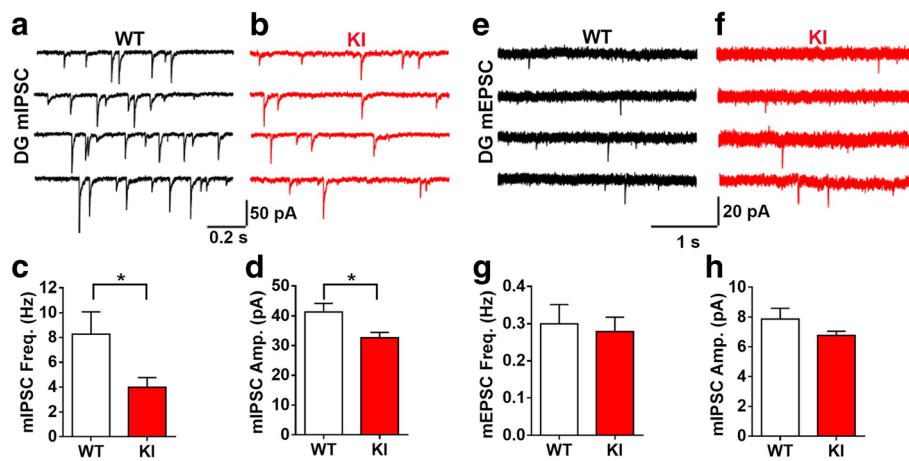 a b e f
WT KI WT KI
DG mIPSC
DG mEPSC
50 pA
0.2 s
20 pA
1 s
c d g h
mIPSC Freq. (Hz)
12
10
8
6
4
2
0
*
WT KI
mIPSC Amp. (pA)
50
40
30
20
10
0
*
WT KI
mEPSC Freq. (Hz)
0.4
0.3
0.2
0.1
0.0
WT KI
mIPSC Amp. (pA)
10
8
6
4
2
0
WT KI